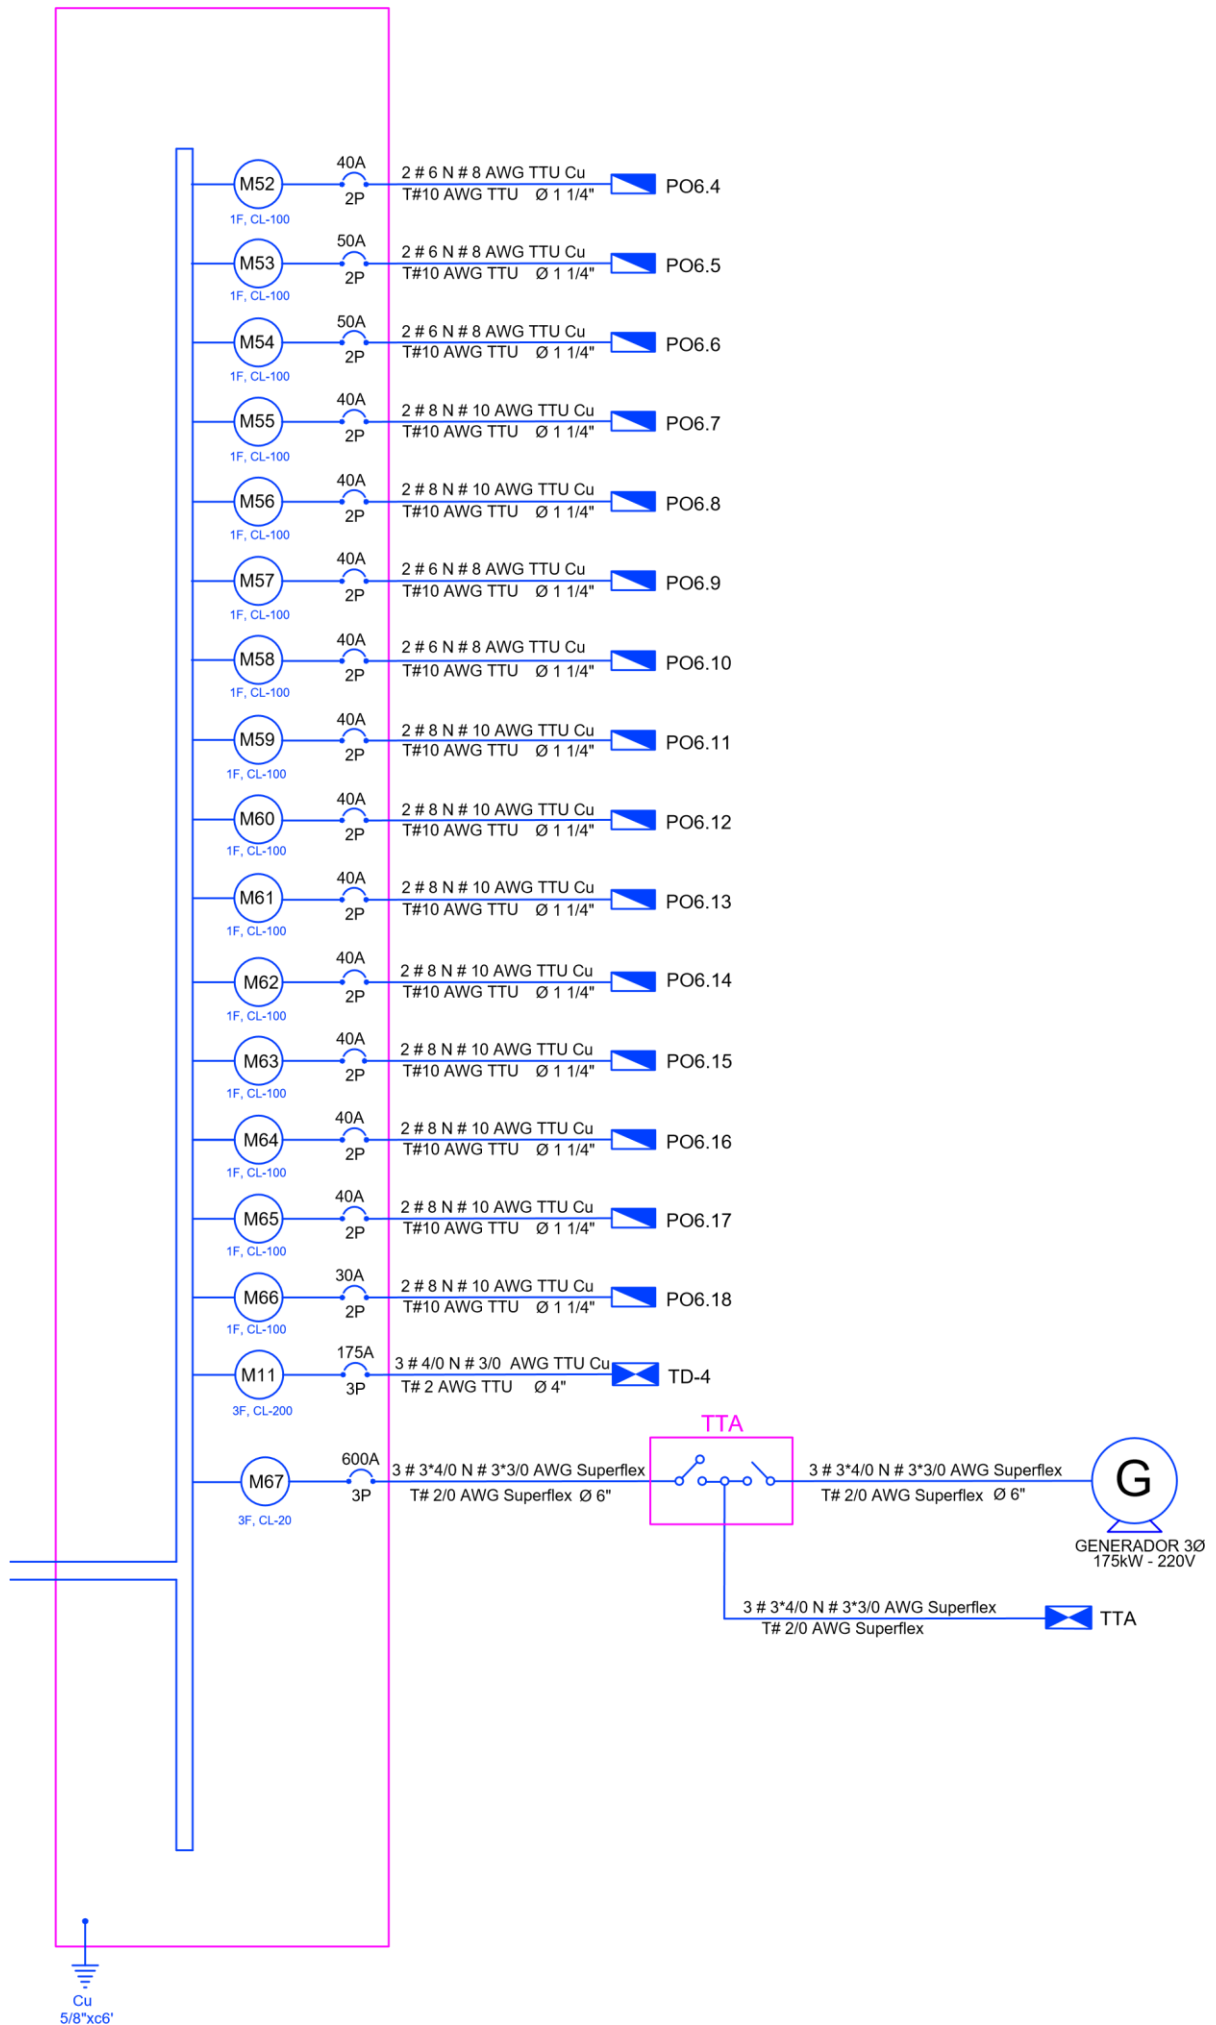 40A
2 # 6 N # 8 AWG TTU Cu
M52
PO6.4
2P
T#10 AWG TTU Ø 1 1/4"
1F, CL-100
50A
2 # 6 N # 8 AWG TTU Cu
M53
PO6.5
2P
T#10 AWG TTU Ø 1 1/4"
1F, CL-100
50A
2 # 6 N # 8 AWG TTU Cu
M54
PO6.6
2P
T#10 AWG TTU Ø 1 1/4"
1F, CL-100
40A
2 # 8 N # 10 AWG TTU Cu
M55
PO6.7
2P
T#10 AWG TTU Ø 1 1/4"
1F, CL-100
40A
2 # 8 N # 10 AWG TTU Cu
M56
PO6.8
2P
T#10 AWG TTU Ø 1 1/4"
1F, CL-100
40A
2 # 6 N # 8 AWG TTU Cu
M57
PO6.9
2P
T#10 AWG TTU Ø 1 1/4"
1F, CL-100
40A
2 # 6 N # 8 AWG TTU Cu
M58
PO6.10
2P
T#10 AWG TTU Ø 1 1/4"
1F, CL-100
40A
2 # 8 N # 10 AWG TTU Cu
M59
PO6.11
2P
T#10 AWG TTU Ø 1 1/4"
1F, CL-100
40A
2 # 8 N # 10 AWG TTU Cu
M60
PO6.12
2P
T#10 AWG TTU Ø 1 1/4"
1F, CL-100
40A
2 # 8 N # 10 AWG TTU Cu
M61
PO6.13
2P
T#10 AWG TTU Ø 1 1/4"
1F, CL-100
40A
2 # 8 N # 10 AWG TTU Cu
M62
PO6.14
2P
T#10 AWG TTU Ø 1 1/4"
1F, CL-100
40A
2 # 8 N # 10 AWG TTU Cu
M63
PO6.15
2P
T#10 AWG TTU Ø 1 1/4"
1F, CL-100
40A
2 # 8 N # 10 AWG TTU Cu
M64
PO6.16
2P
T#10 AWG TTU Ø 1 1/4"
1F, CL-100
40A
2 # 8 N # 10 AWG TTU Cu
M65
PO6.17
2P
T#10 AWG TTU Ø 1 1/4"
1F, CL-100
30A
2 # 8 N # 10 AWG TTU Cu
M66
PO6.18
2P
T#10 AWG TTU Ø 1 1/4"
1F, CL-100
175A
3 # 4/0 N # 3/0 AWG TTU Cu
M11
TD-4
3P
T# 2 AWG TTU Ø 4"
3F, CL-200
TTA
600A
3 # 3*4/0 N # 3*3/0 AWG Superflex
3 # 3*4/0 N # 3*3/0 AWG Superflex
M67
G
3P
T# 2/0 AWG Superflex Ø 6"
T# 2/0 AWG Superflex Ø 6"
3F, CL-20
GENERADOR 3Ø
175kW - 220V
3 # 3*4/0 N # 3*3/0 AWG Superflex
TTA
T# 2/0 AWG Superflex
Cu
5/8"xc6'